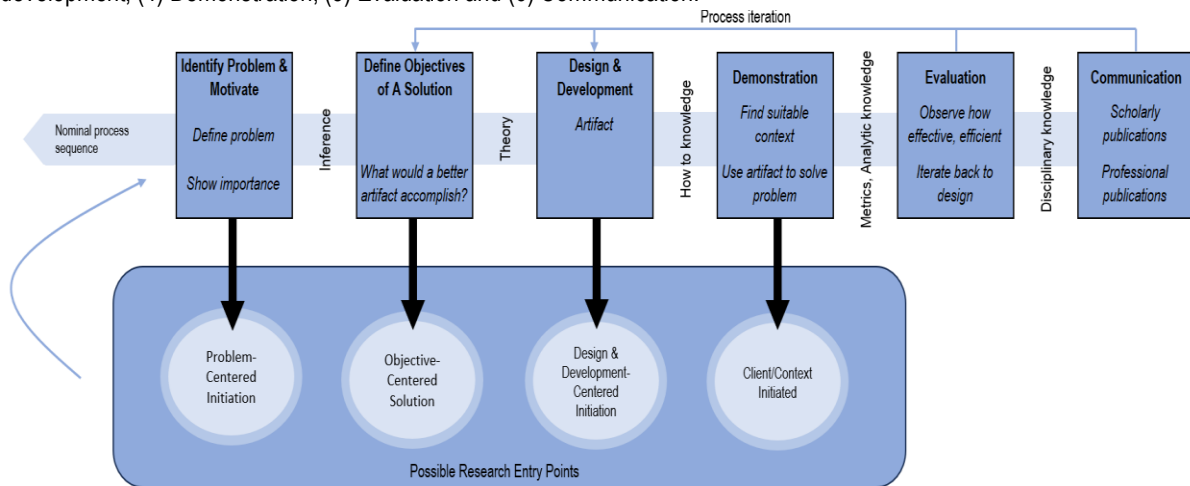 development, (4) Demonstration, (5) Evaluation and (6) Communication.
Process iteration
Identify Problem &
Motivate
Define problem
Show importance
Define Objectives
of A Solution
What would a better
artifact accomplish?
Design &
Development
Artifact
Demonstration
Find suitable
context
Use artifact to solve
problem
Evaluation
Observe how
effective, efficient
Iterate back to
design
Communication
Scholarly
publications
Professional
publications
Nominal process
sequence
Inference
Theory
How to knowledge
Metrics, Analytic knowledge
Disciplinary knowledge
Problem-
Centered
Initiation
Objective-
Centered
Solution
Design &
Development-
Centered
Initiation
Client/Context
Initiated
Possible Research Entry Points